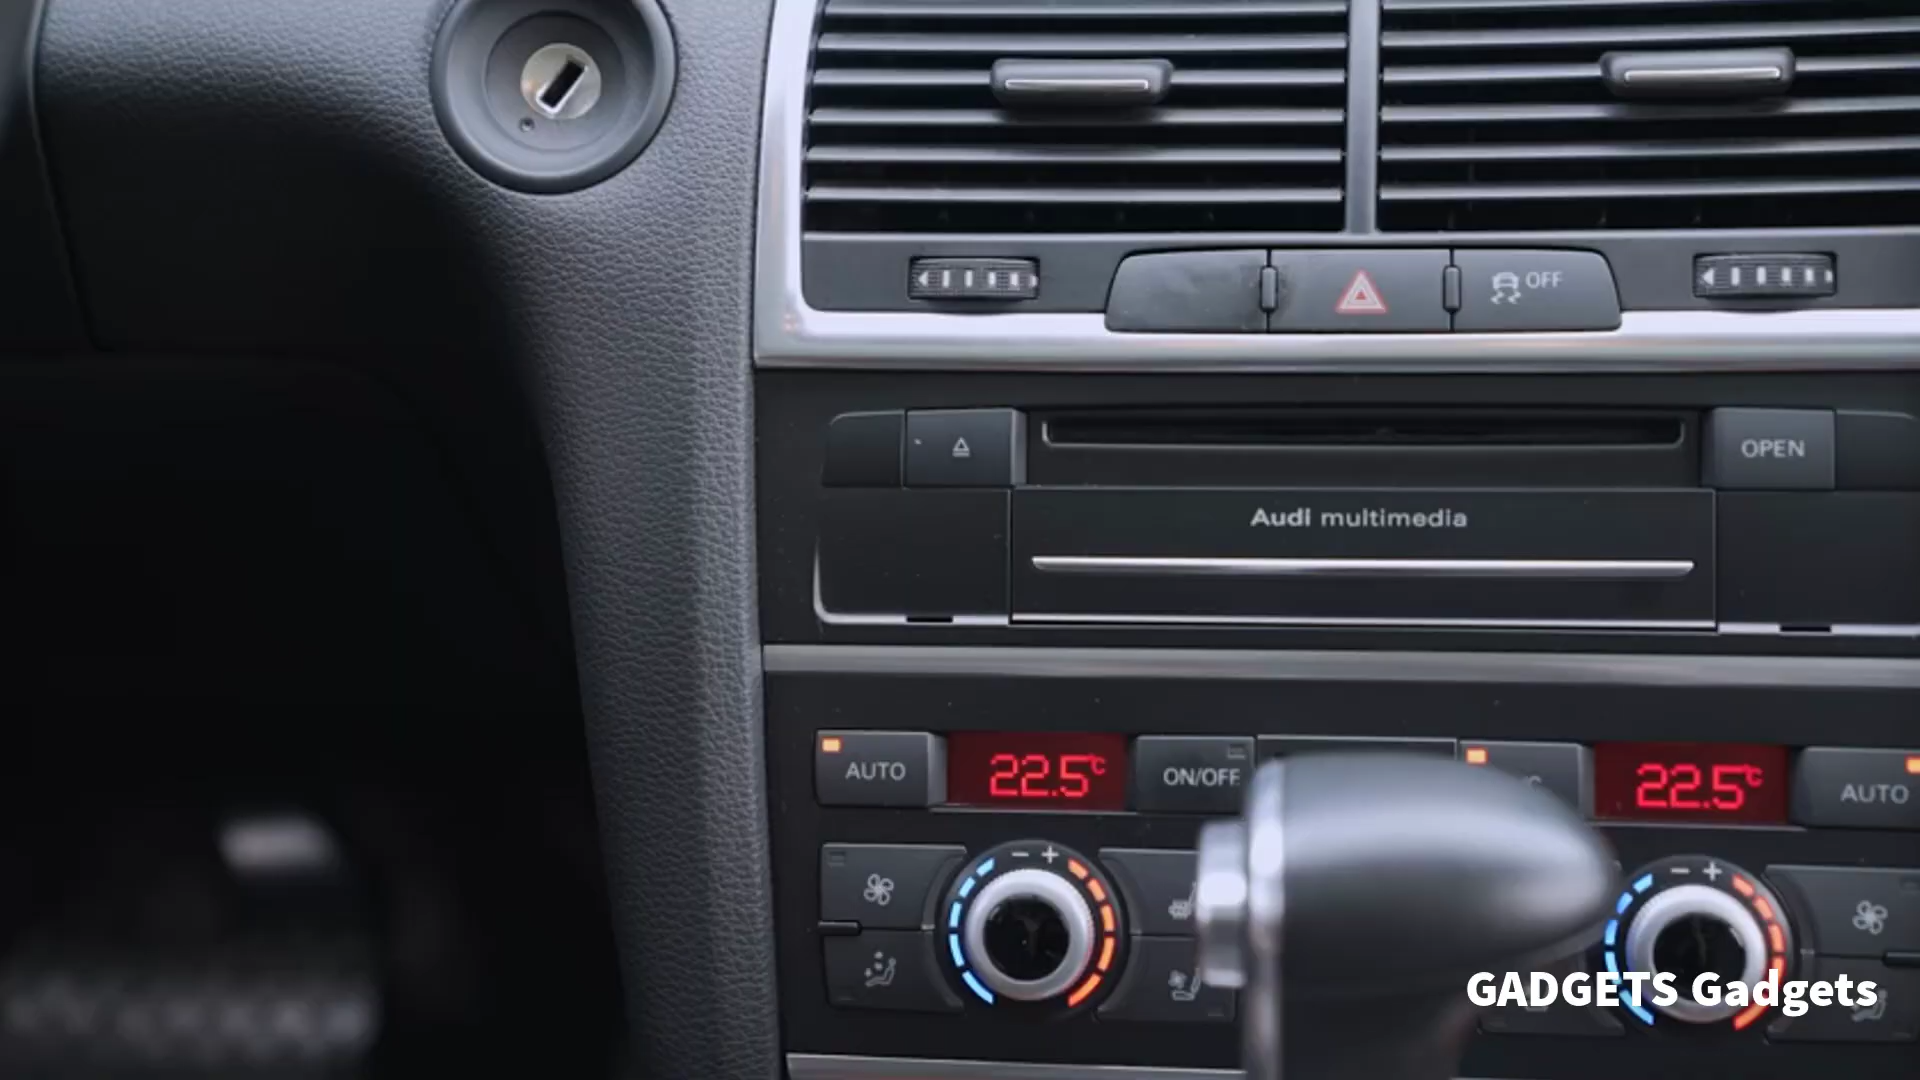 OFF
OPEN
Audi multimedia
AUTO
22.5°C
ON/OFF
22.5°C
AUTO
- +
- +
GADGETS Gadgets